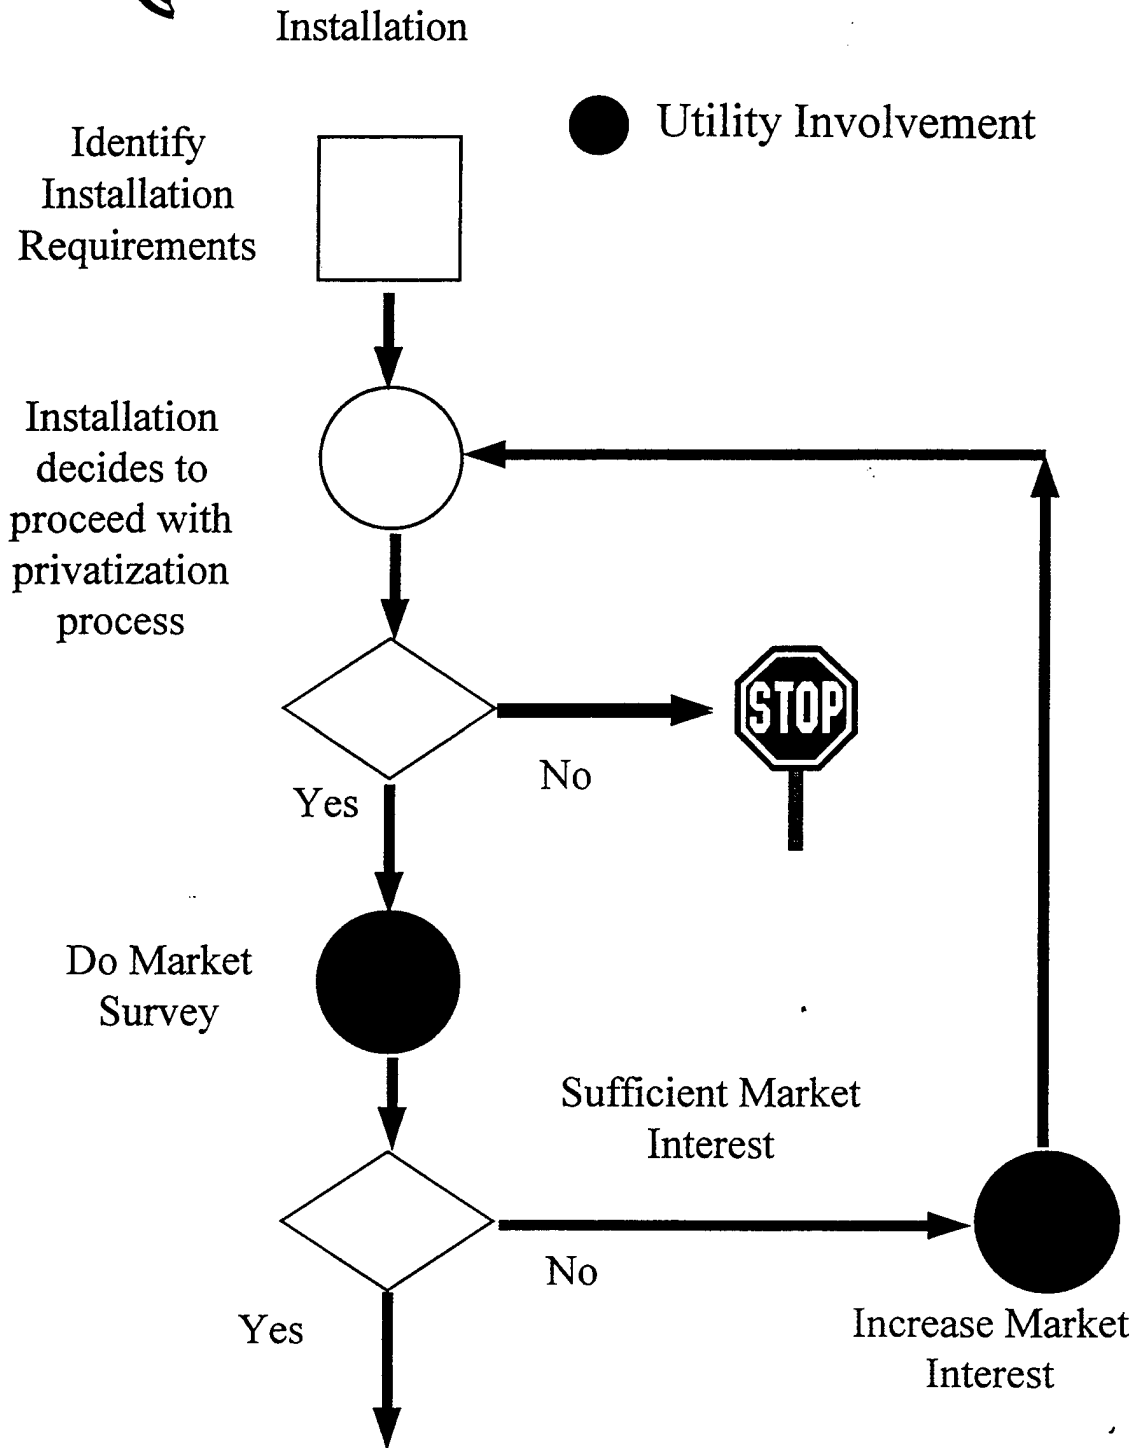 Installation
Utility Involvement
Identify
Installation
Requirements
Installation
decides to
proceed with
privatization
process
STOP
No
Yes
Do Market
Survey
Sufficient Market
Interest
No
Yes
Increase Market
Interest